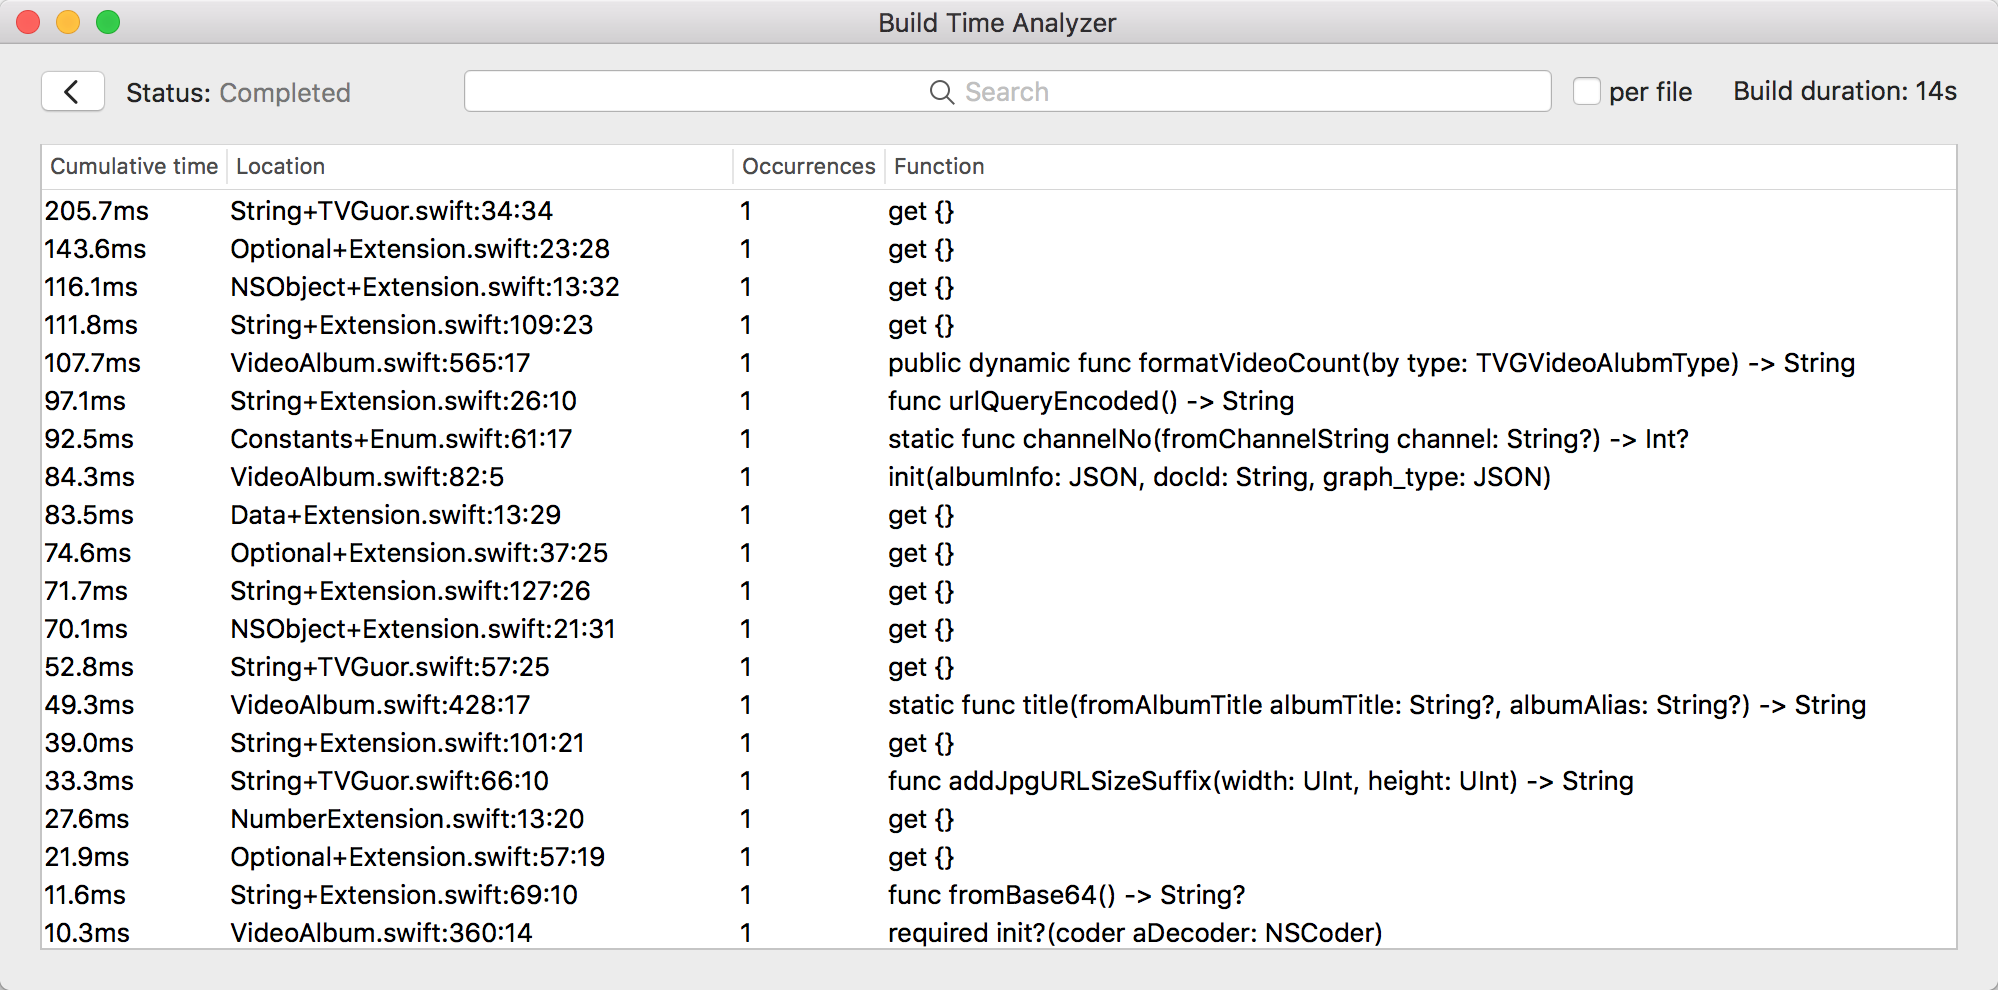 Build Time Analyzer
Status: Completed Search per file Build duration: 14s
Cumulative time Location Occurrences Function
205.7ms String+TVGuor.swift:34:34 1 get {}
143.6ms Optional+Extension.swift:23:28 1 get {}
116.1ms NSObject+Extension.swift:13:32 1 get {}
111.8ms String+Extension.swift:109:23 1 get {}
107.7ms VideoAlbum.swift:565:17 1 public dynamic func formatVideoCount(by type: TVGVideoAlubmType) -> String
97.1ms String+Extension.swift:26:10 1 func urlQueryEncoded() -> String
92.5ms Constants+Enum.swift:61:17 1 static func channelNo(fromChannelString channel: String?) -> Int?
84.3ms VideoAlbum.swift:82:5 1 init(albumInfo: JSON, docId: String, graph_type: JSON)
83.5ms Data+Extension.swift:13:29 1 get {}
74.6ms Optional+Extension.swift:37:25 1 get {}
71.7ms String+Extension.swift:127:26 1 get {}
70.1ms NSObject+Extension.swift:21:31 1 get {}
52.8ms String+TVGuor.swift:57:25 1 get {}
49.3ms VideoAlbum.swift:428:17 1 static func title(fromAlbumTitle albumTitle: String?, albumAlias: String?) -> String
39.0ms String+Extension.swift:101:21 1 get {}
33.3ms String+TVGuor.swift:66:10 1 func addJpgURLSizeSuffix(width: UInt, height: UInt) -> String
27.6ms NumberExtension.swift:13:20 1 get {}
21.9ms Optional+Extension.swift:57:19 1 get {}
11.6ms String+Extension.swift:69:10 1 func fromBase64() -> String?
10.3ms VideoAlbum.swift:360:14 1 required init?(coder aDecoder: NSCoder)